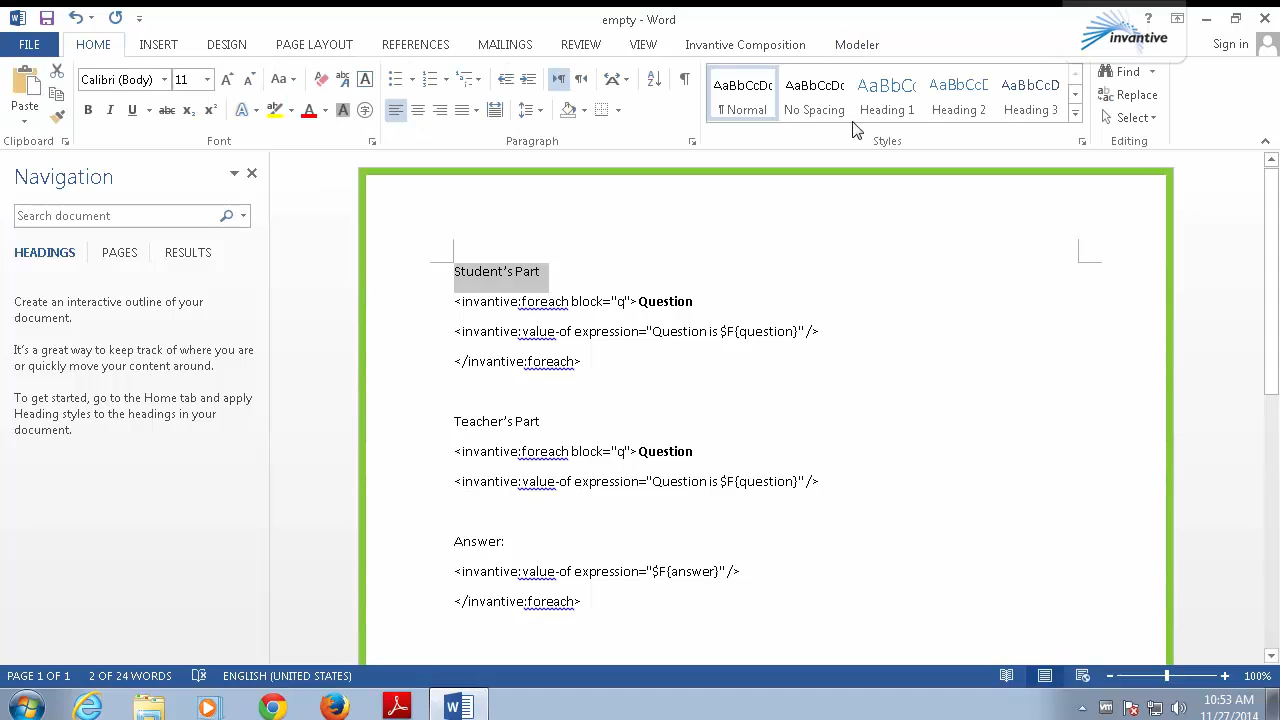 empty - Word
invantive
Sign in
FILE HOME INSERT DESIGN PAGE LAYOUT MAILINGS REVIEW VIEW Invantive Composition Modeler
Paste
Calibri (Body) 11
AaBbCcDc AaBbCcDc AaBbCc AaBbCcD AaBbCcD
¶ Normal No Spacing Heading 1 Heading 2 Heading 3
Find
Replace
Select
Clipboard Font Paragraph Styles Editing
Navigation
Search document
HEADINGS PAGES RESULTS
Create an interactive outline of your
document.
It's a great way to keep track of where you are
or quickly move your content around.
To get started, go to the Home tab and apply
Heading styles to the headings in your
document.
Student's Part
<invantive:foreach block="q">Question
<invantive:value-of expression="Question is $F{question}" />
</invantive:foreach>
Teacher's Part
<invantive:foreach block="q">Question
<invantive:value-of expression="Question is $F{question}" />
Answer:
<invantive:value-of expression="$F{answer}" />
</invantive:foreach>
PAGE 1 OF 1 2 OF 24 WORDS ENGLISH (UNITED STATES) 100%
10:53 AM
11/27/2014